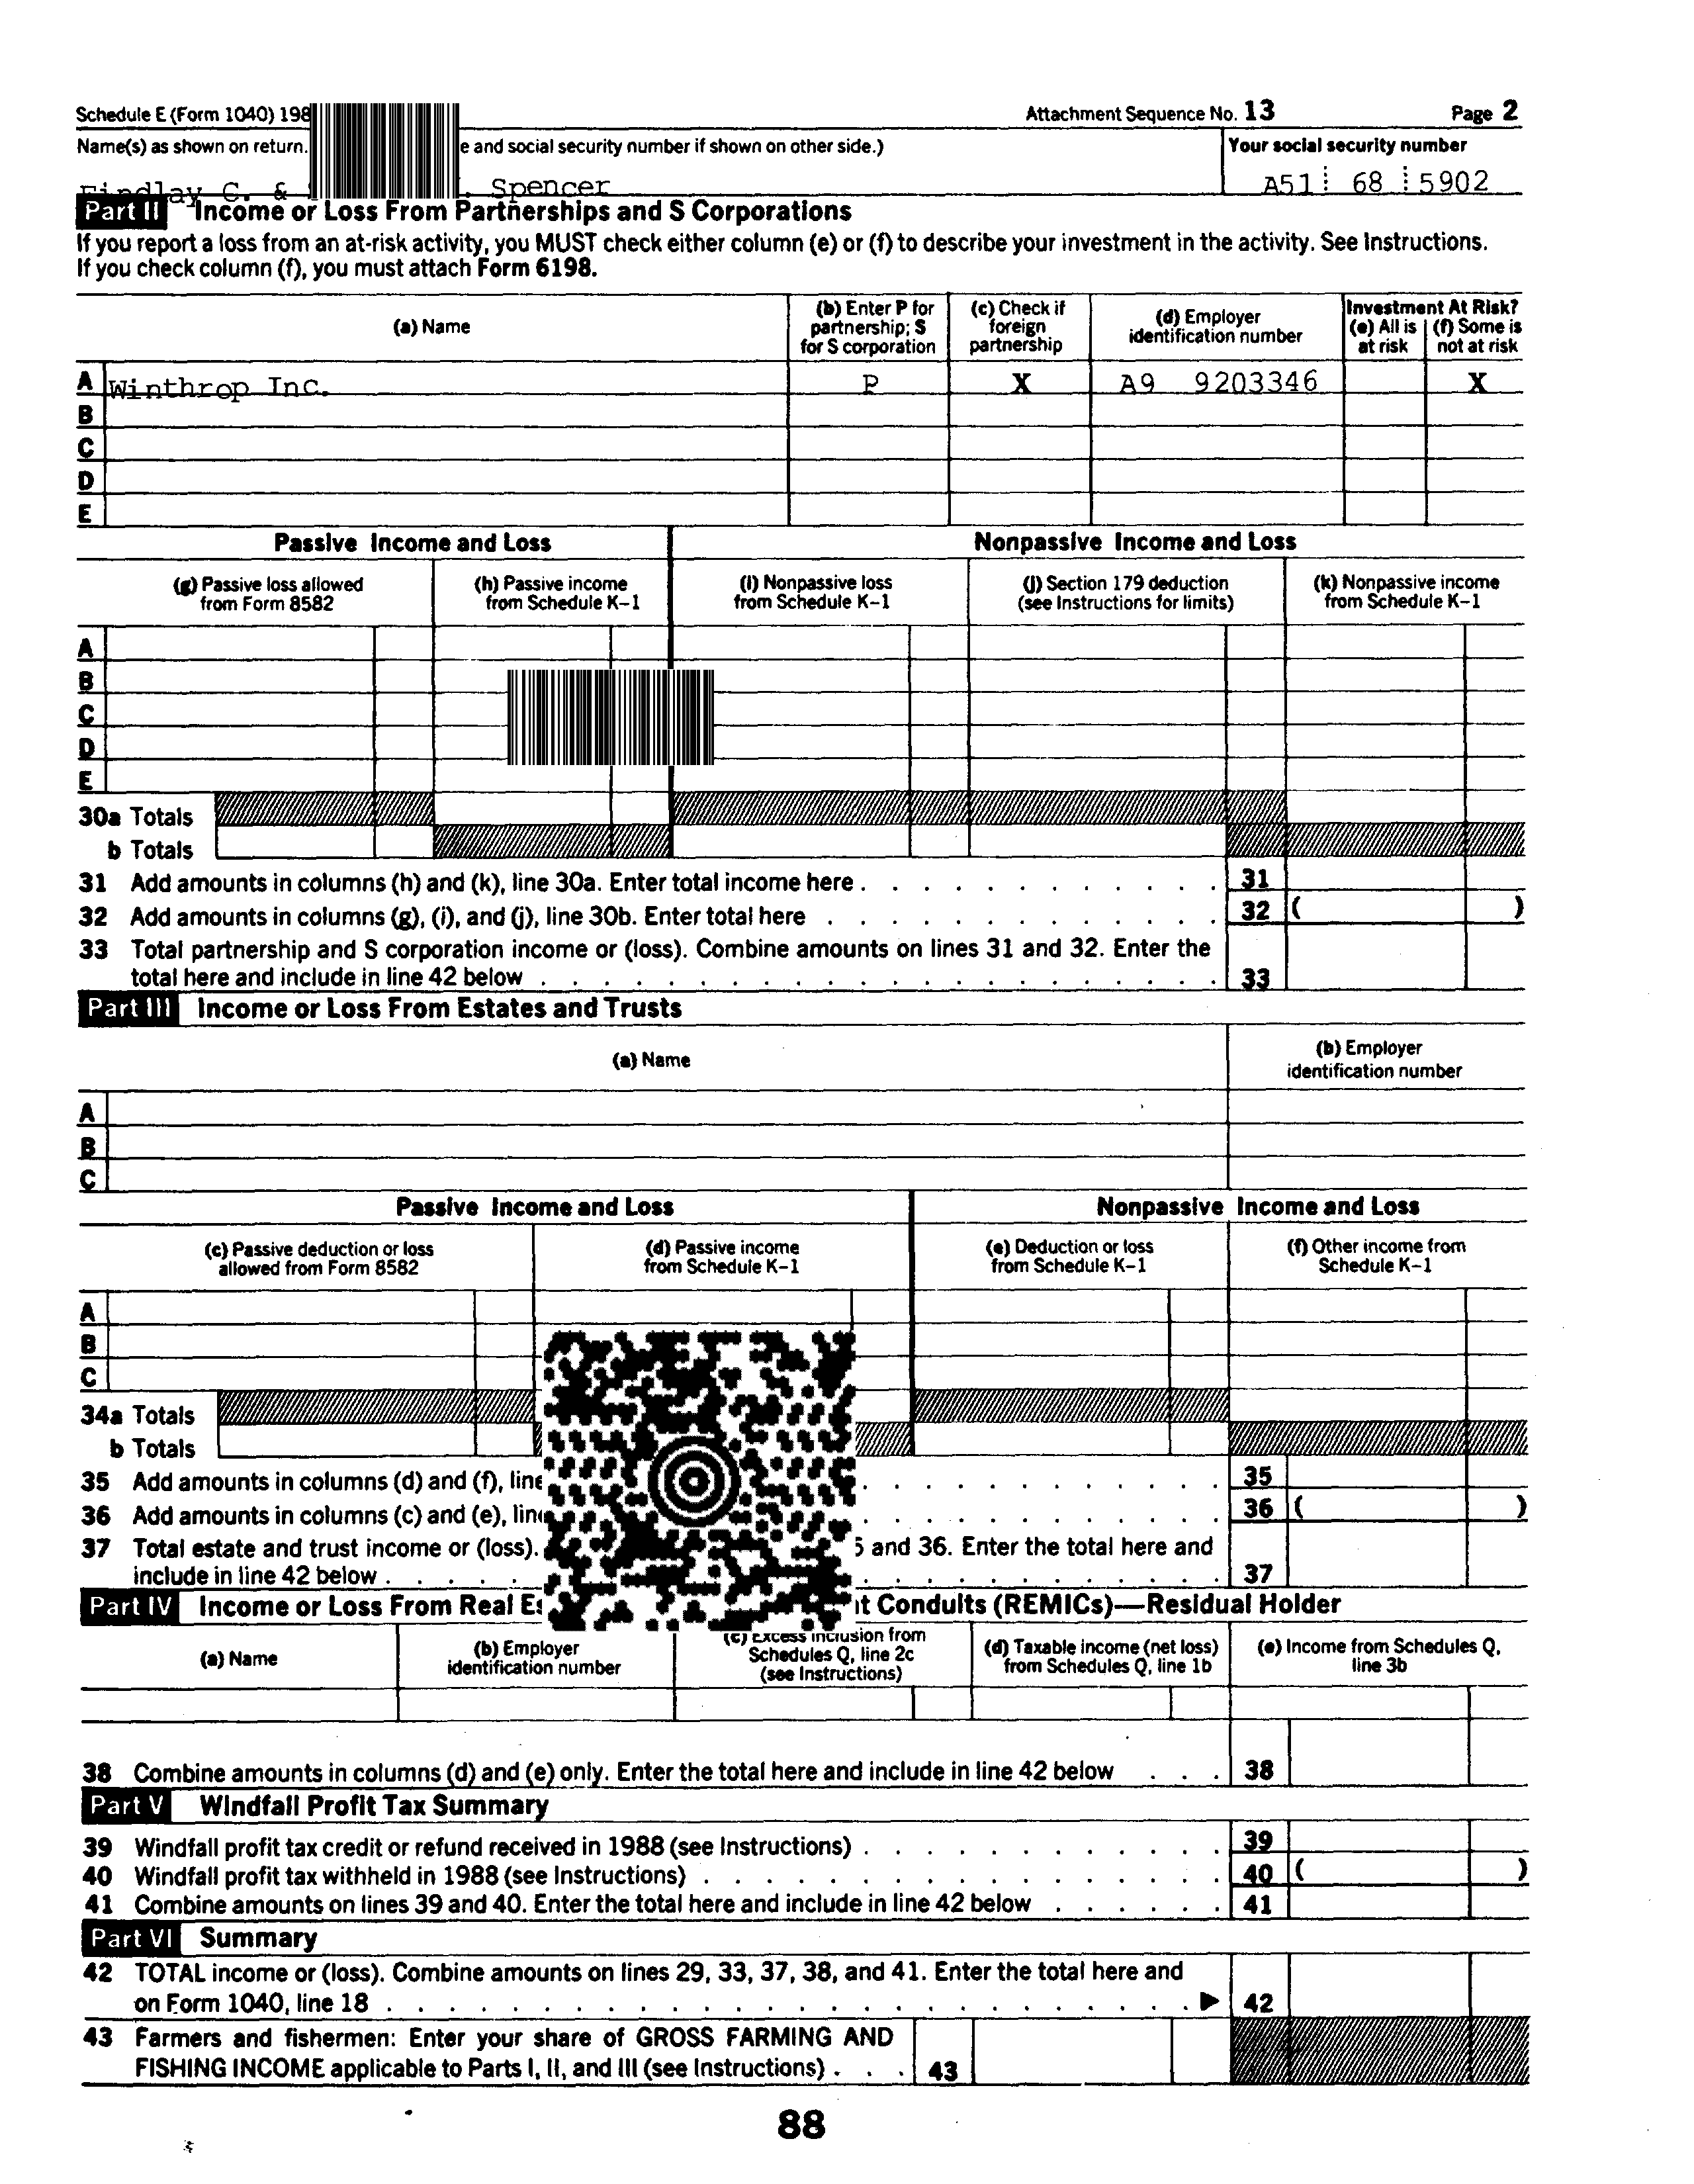 Schedule E (Form 1040) 198 Attachment Sequence No. 13 Page 2
Name(s) as shown on return. and social security number if shown on other side.) Your social security number
Findlay C. & Spencer A51 68 5902
Part II Income or Loss From Partnerships and S Corporations
If you report a loss from an at-risk activity, you MUST check either column (e) or (f) to describe your investment in the activity. See Instructions.
If you check column (f), you must attach Form 6198.
(a) Name
(b) Enter P for partnership; S for S corporation
(c) Check if foreign partnership
(d) Employer identification number
Investment At Risk?
(e) All is at risk
(f) Some is not at risk
A Winthrop Inc. P X A9 9203346 X
B
C
D
E
Passive Income and Loss Nonpassive Income and Loss
(g) Passive loss allowed from Form 8582
(h) Passive income from Schedule K-1
(i) Nonpassive loss from Schedule K-1
(j) Section 179 deduction (see Instructions for limits)
(k) Nonpassive income from Schedule K-1
A
B
C
D
E
30a Totals
b Totals
31 Add amounts in columns (h) and (k), line 30a. Enter total income here . 31
32 Add amounts in columns (g), (i), and (j), line 30b. Enter total here . 32 ( )
33 Total partnership and S corporation income or (loss). Combine amounts on lines 31 and 32. Enter the
total here and include in line 42 below . 33
Part III Income or Loss From Estates and Trusts
(a) Name
(b) Employer identification number
A
B
C
Passive Income and Loss Nonpassive Income and Loss
(c) Passive deduction or loss allowed from Form 8582
(d) Passive income from Schedule K-1
(e) Deduction or loss from Schedule K-1
(f) Other income from Schedule K-1
A
B
C
34a Totals
b Totals
35 Add amounts in columns (d) and (f), line 35
36 Add amounts in columns (c) and (e), 36 ( )
37 Total estate and trust income or (loss). and 36. Enter the total here and
include in line 42 below . 37
Part IV Income or Loss From Real Conduits (REMICs)—Residual Holder
(a) Name
(b) Employer identification number
(c) Excess inclusion from Schedules Q, line 2c (see Instructions)
(d) Taxable income (net loss) from Schedules Q, line 1b
(e) Income from Schedules Q, line 3b
38 Combine amounts in columns (d) and (e) only. Enter the total here and include in line 42 below . 38
Part V Windfall Profit Tax Summary
39 Windfall profit tax credit or refund received in 1988 (see Instructions) . 39
40 Windfall profit tax withheld in 1988 (see Instructions) . 40 ( )
41 Combine amounts on lines 39 and 40. Enter the total here and include in line 42 below . 41
Part VI Summary
42 TOTAL income or (loss). Combine amounts on lines 29, 33, 37, 38, and 41. Enter the total here and
on Form 1040, line 18 . ▶ 42
43 Farmers and fishermen: Enter your share of GROSS FARMING AND
FISHING INCOME applicable to Parts I, II, and III (see Instructions) . 43
88